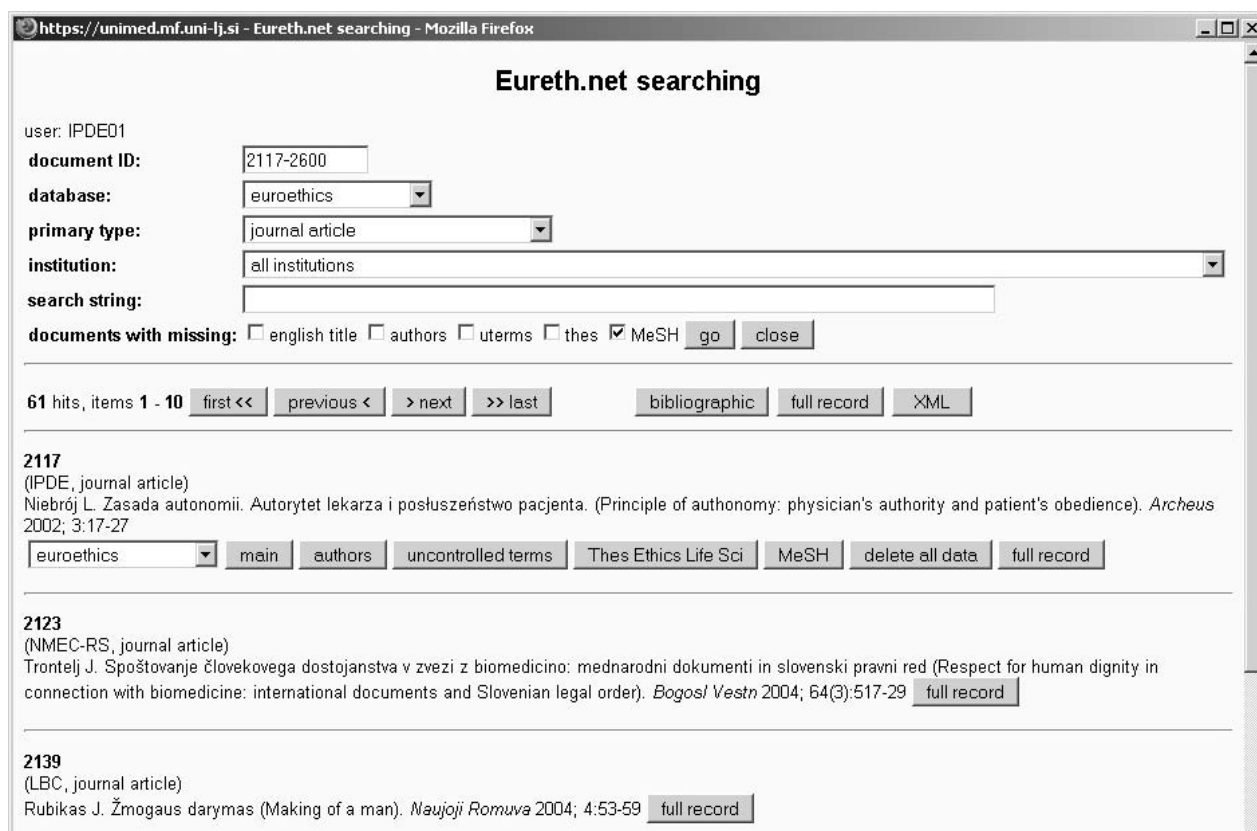 https://unimed.mf.uni-lj.si - Eureth.net searching - Mozilla Firefox
Eureth.net searching
user: IPDE01
document ID: 2117-2600
database: euroethics
primary type: journal article
institution: all institutions
search string:
documents with missing: english title authors uterms thes MeSH go close
61 hits, items 1 - 10 first << previous < > next >> last bibliographic full record XML
2117
(IPDE, journal article)
Niebrój L. Zasada autonomii. Autorytet lekarza i posłuszeństwo pacjenta. (Principle of authonomy: physician's authority and patient's obedience). Archeus
2002; 3:17-27
euroethics main authors uncontrolled terms Thes Ethics Life Sci MeSH delete all data full record
2123
(NMEC-RS, journal article)
Trontelj J. Spoštovanje človekovega dostojanstva v zvezi z biomedicino: mednarodni dokumenti in slovenski pravni red (Respect for human dignity in
connection with biomedicine: international documents and Slovenian legal order). Bogosl Vestn 2004; 64(3):517-29 full record
2139
(LBC, journal article)
Rubikas J. Žmogaus darymas (Making of a man). Naujoji Romuva 2004; 4:53-59 full record